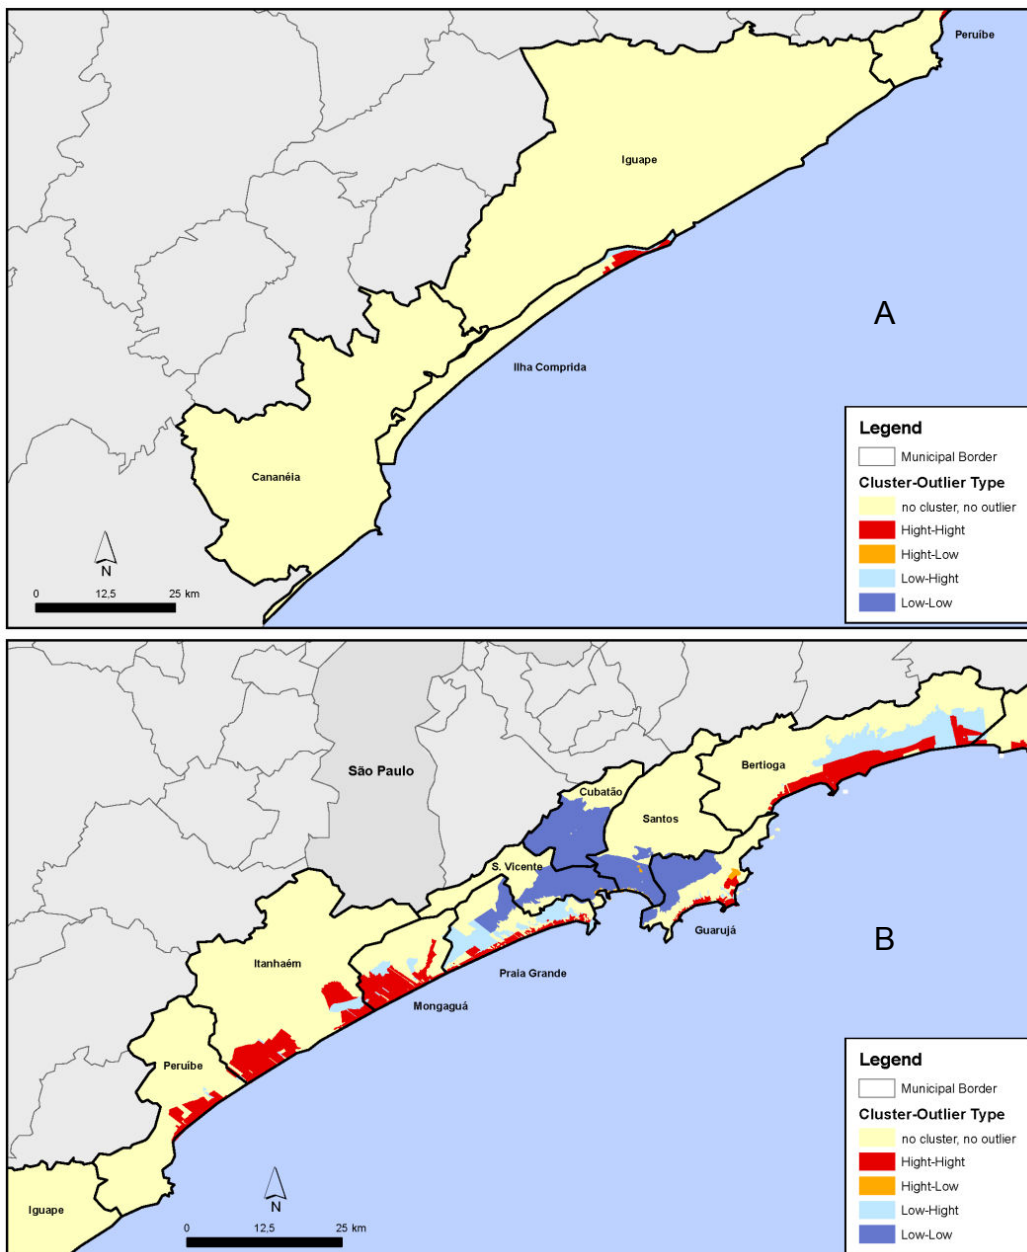 Peruíbe
Iguape
A
Ilha Comprida
Cananéia
N
0 12,5 25 km
Legend
Municipal Border
Cluster-Outlier Type
no cluster, no outlier
Hight-Hight
Hight-Low
Low-Hight
Low-Low
São Paulo
Bertioga
Cubatão
Santos
S. Vicente
Guarujá
B
Itanhaém
Praia Grande
Mongaguá
Peruíbe
Iguape
N
0 12,5 25 km
Legend
Municipal Border
Cluster-Outlier Type
no cluster, no outlier
Hight-Hight
Hight-Low
Low-Hight
Low-Low